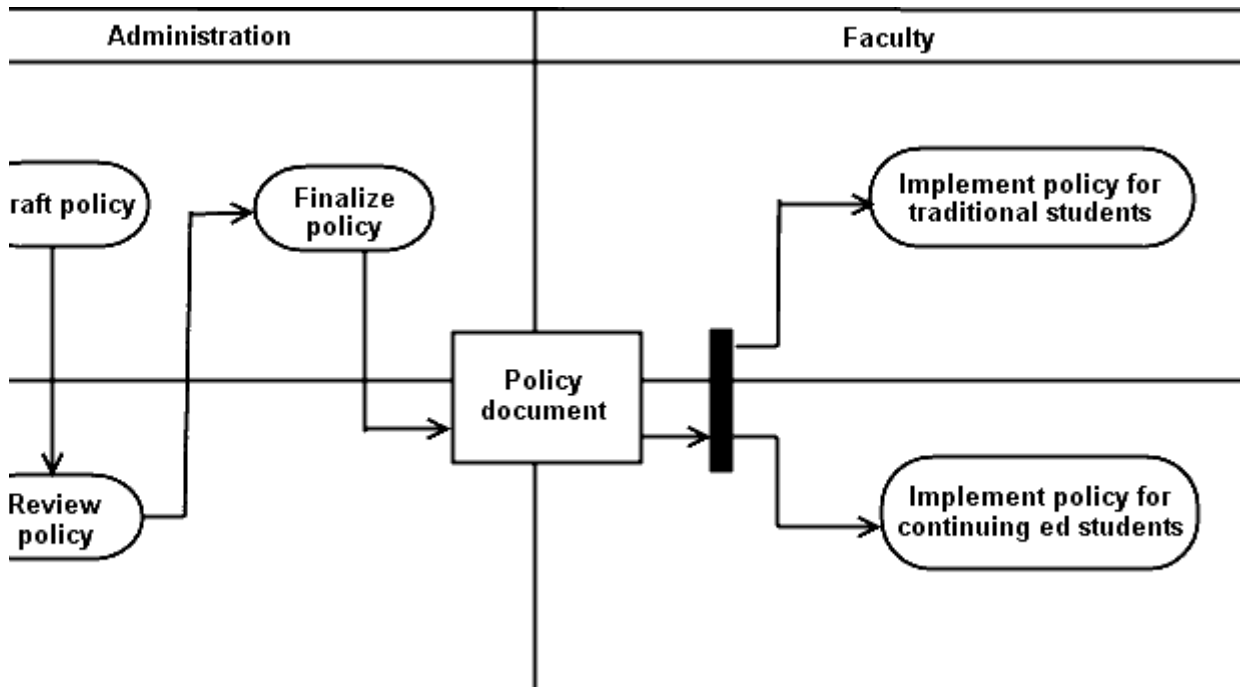 Administration
Faculty
raft policy
Finalize
policy
Implement policy for
traditional students
Policy
document
Review
policy
Implement policy for
continuing ed students